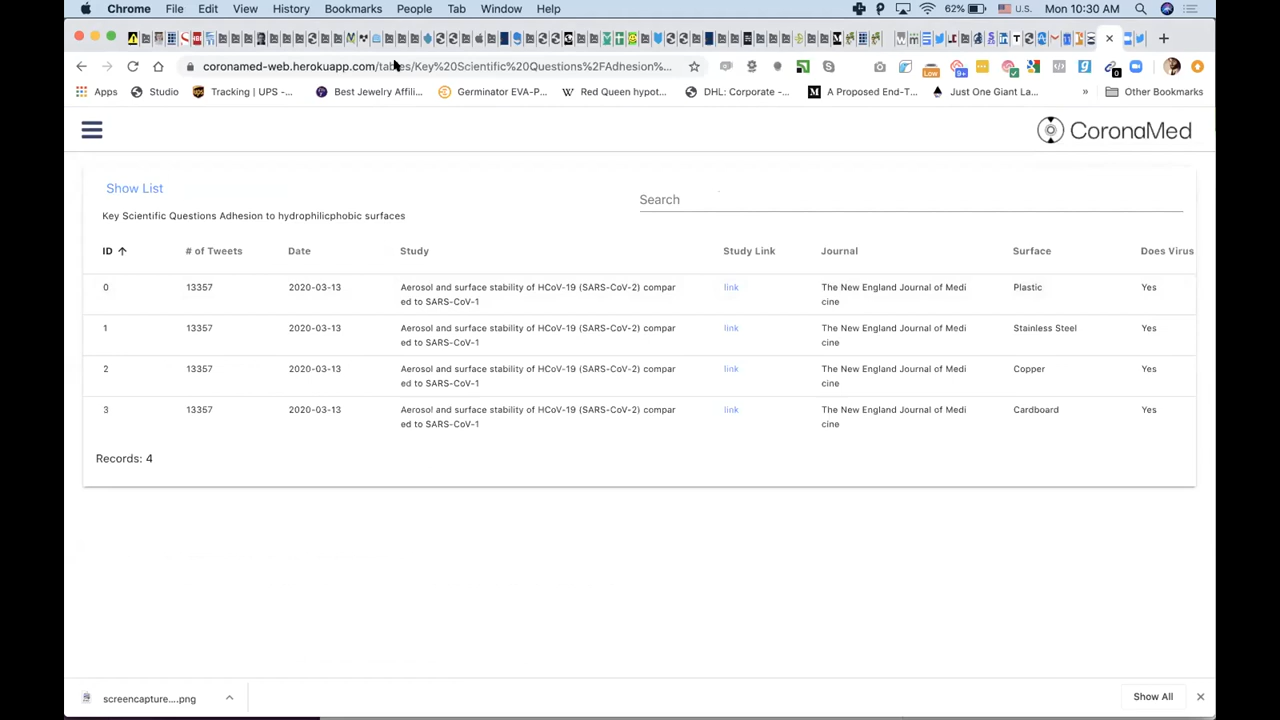 Chrome File Edit View History Bookmarks People Tab Window Help 62% U.S. Mon 10:30 AM
coronamed-web.herokuapp.com/tables/Key%20Scientific%20Questions%2FAdhesion%...
Low 9+ 0
Apps Studio Tracking | UPS -... Best Jewelry Affili... Germinator EVA-P... W Red Queen hypot... DHL: Corporate -... A Proposed End-T... Just One Giant La... » Other Bookmarks
CoronaMed
Show List
Search
Key Scientific Questions Adhesion to hydrophilicphobic surfaces
ID # of Tweets Date Study Study Link Journal Surface Does Virus
0 13357 2020-03-13 Aerosol and surface stability of HCoV-19 (SARS-CoV-2) compar link The New England Journal of Medi Plastic Yes
ed to SARS-CoV-1 cine
1 13357 2020-03-13 Aerosol and surface stability of HCoV-19 (SARS-CoV-2) compar link The New England Journal of Medi Stainless Steel Yes
ed to SARS-CoV-1 cine
2 13357 2020-03-13 Aerosol and surface stability of HCoV-19 (SARS-CoV-2) compar link The New England Journal of Medi Copper Yes
ed to SARS-CoV-1 cine
3 13357 2020-03-13 Aerosol and surface stability of HCoV-19 (SARS-CoV-2) compar link The New England Journal of Medi Cardboard Yes
ed to SARS-CoV-1 cine
Records: 4
screencapture....png Show All